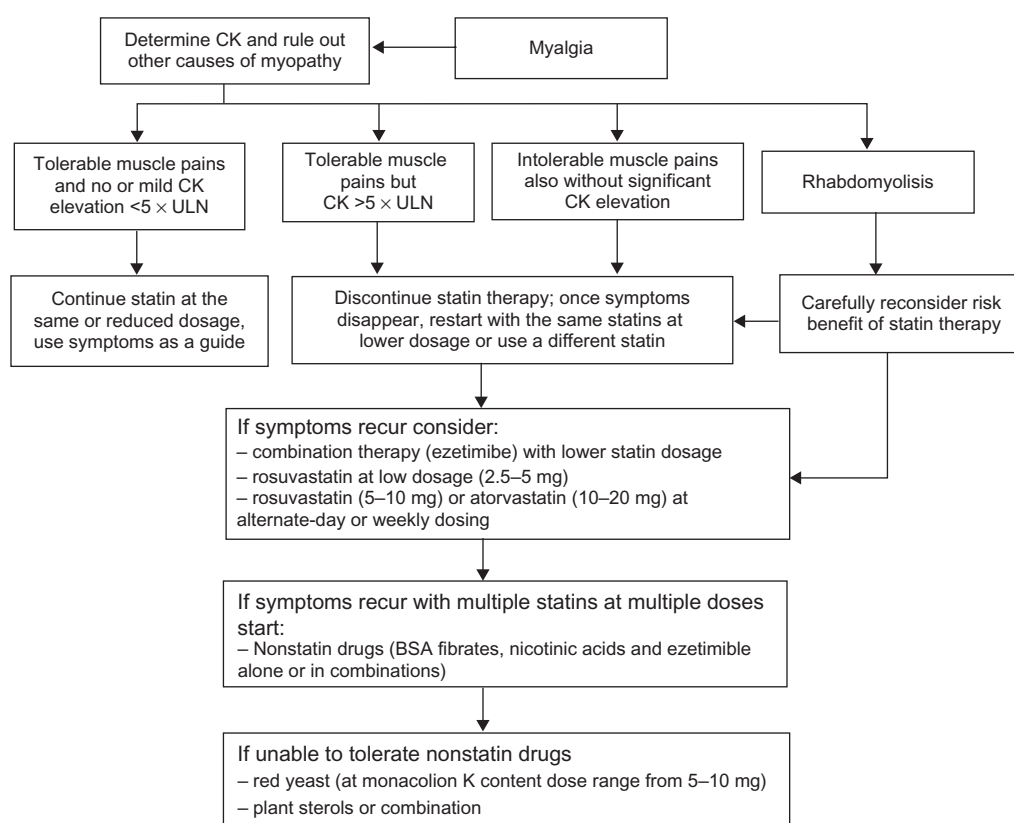 Determine CK and rule out
other causes of myopathy
Myalgia
Tolerable muscle pains
and no or mild CK
elevation <5 × ULN
Tolerable muscle
pains but
CK >5 × ULN
Intolerable muscle pains
also without significant
CK elevation
Rhabdomyolisis
Continue statin at the
same or reduced dosage,
use symptoms as a guide
Discontinue statin therapy; once symptoms
disappear, restart with the same statins at
lower dosage or use a different statin
Carefully reconsider risk
benefit of statin therapy
If symptoms recur consider:
– combination therapy (ezetimibe) with lower statin dosage
– rosuvastatin at low dosage (2.5–5 mg)
– rosuvastatin (5–10 mg) or atorvastatin (10–20 mg) at
alternate-day or weekly dosing
If symptoms recur with multiple statins at multiple doses
start:
– Nonstatin drugs (BSA fibrates, nicotinic acids and ezetimible
alone or in combinations)
If unable to tolerate nonstatin drugs
– red yeast (at monacolion K content dose range from 5–10 mg)
– plant sterols or combination